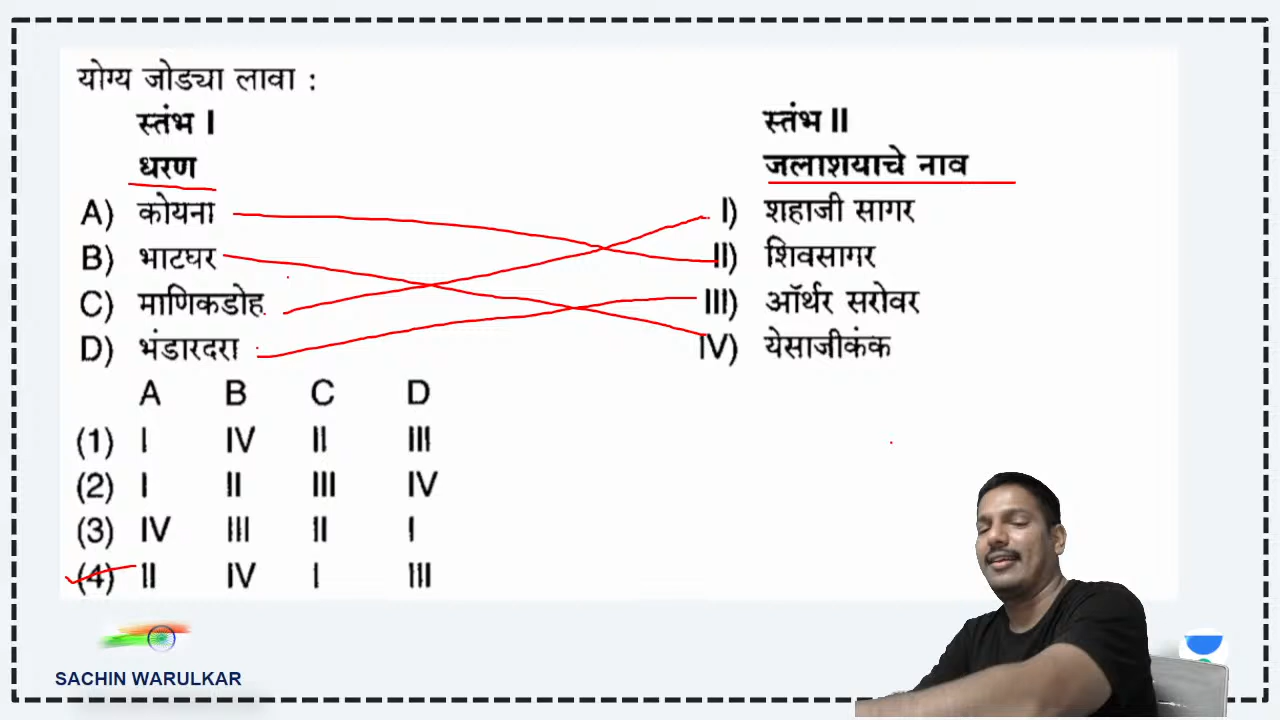 योग्य जोड्या लावा :
स्तंभ I स्तंभ II
धरण जलाशयाचे नाव
A) कोयना I) शहाजी सागर
B) भाटघर II) शिवसागर
C) माणिकडोह III) ऑर्थर सरोवर
D) भंडारदरा IV) येसाजीकंक
A B C D
(1) I IV II III
(2) I II III IV
(3) IV III II I
(4) II IV I III
SACHIN WARULKAR